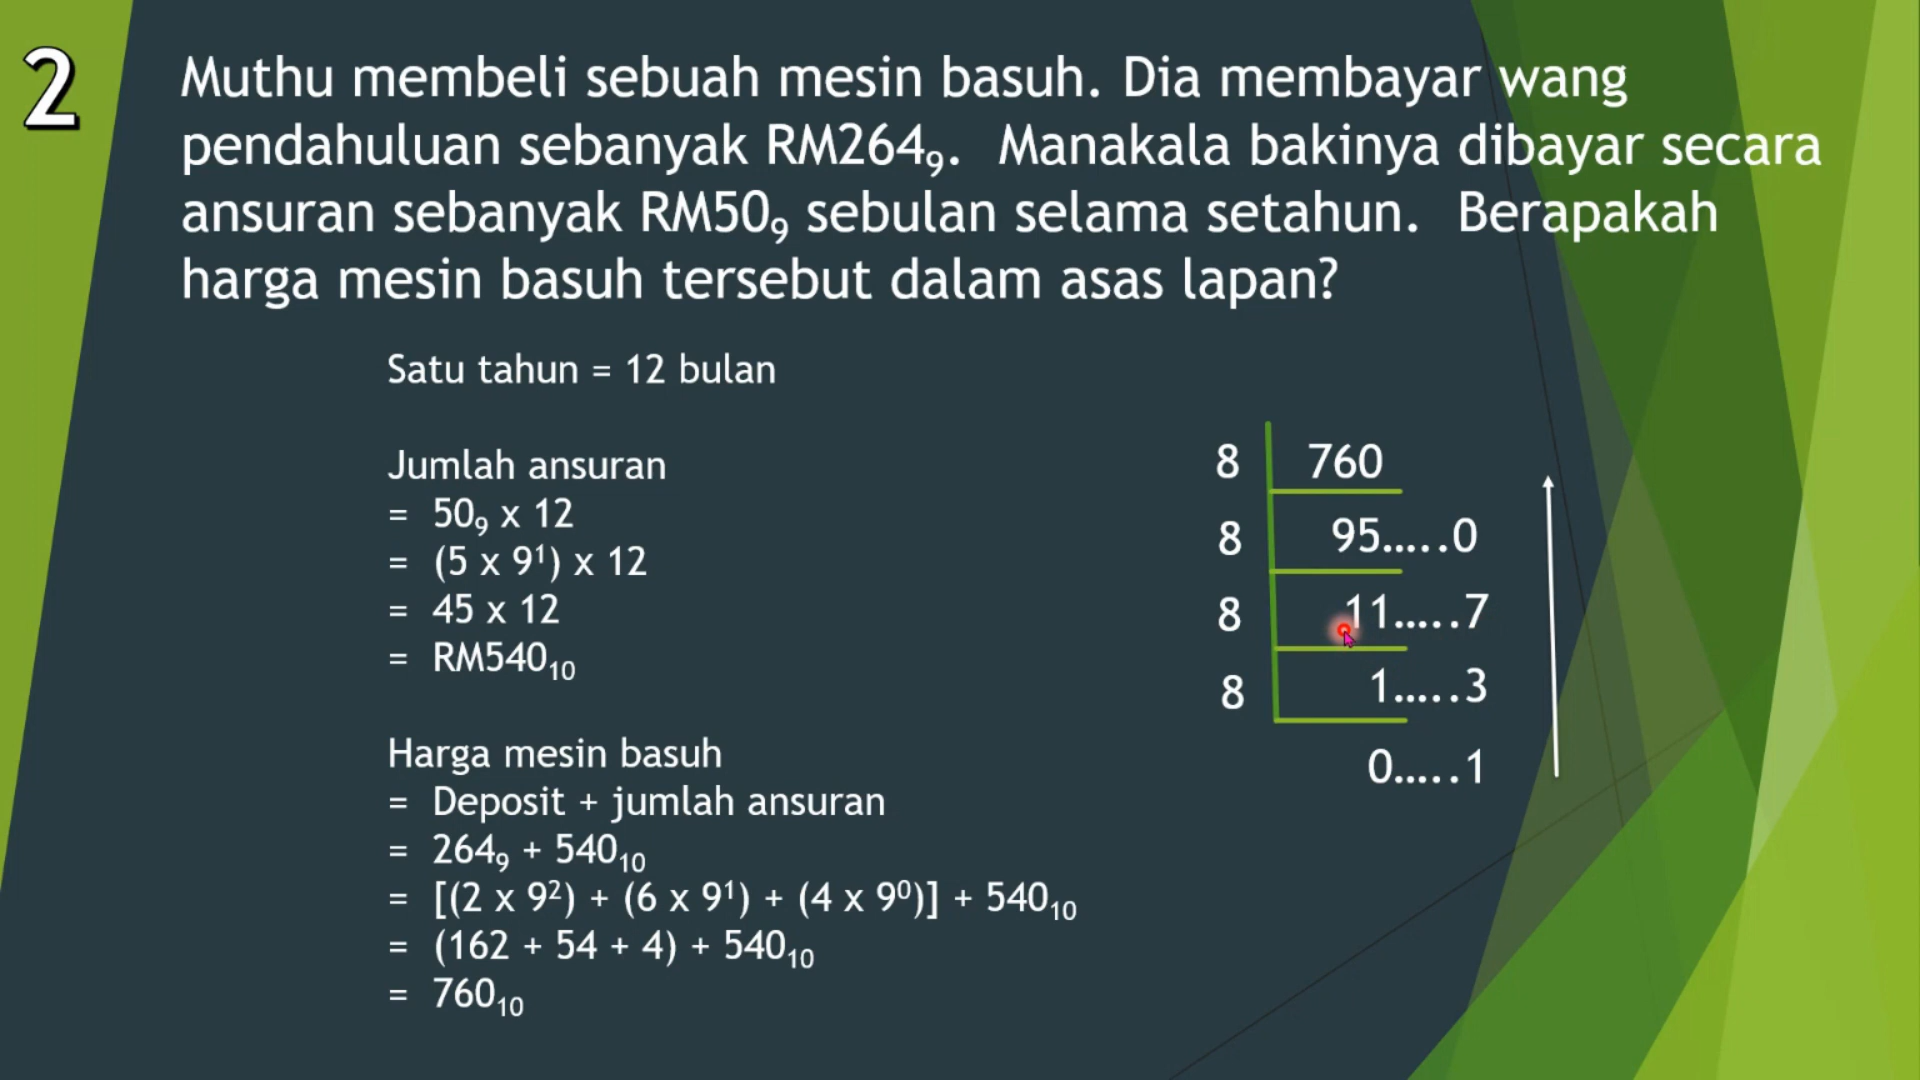 2
Muthu membeli sebuah mesin basuh. Dia membayar wang
pendahuluan sebanyak RM264₉. Manakala bakinya dibayar secara
ansuran sebanyak RM50₉ sebulan selama setahun. Berapakah
harga mesin basuh tersebut dalam asas lapan?
Satu tahun = 12 bulan
Jumlah ansuran
= 50₉ x 12
= (5 x 9¹) x 12
= 45 x 12
= RM540₁₀
Harga mesin basuh
= Deposit + jumlah ansuran
= 264₉ + 540₁₀
= [(2 x 9²) + (6 x 9¹) + (4 x 9⁰)] + 540₁₀
= (162 + 54 + 4) + 540₁₀
= 760₁₀
8 760
8 95.....0
8 11.....7
8 1.....3
0.....1